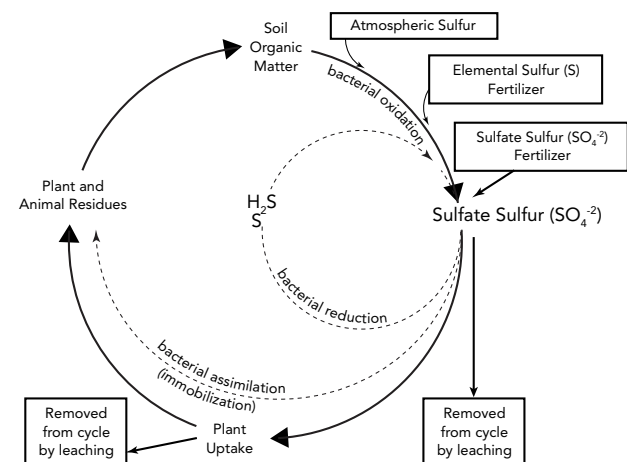 Soil
Organic
Matter
Atmospheric Sulfur
Elemental Sulfur (S)
Fertilizer
bacterial oxidation
Sulfate Sulfur (SO₄⁻²)
Fertilizer
Plant and
Animal Residues
H₂S
S
Sulfate Sulfur (SO₄⁻²)
bacterial reduction
bacterial assimilation
(immobilization)
Removed
from cycle
by leaching
Plant
Uptake
Removed
from cycle
by leaching